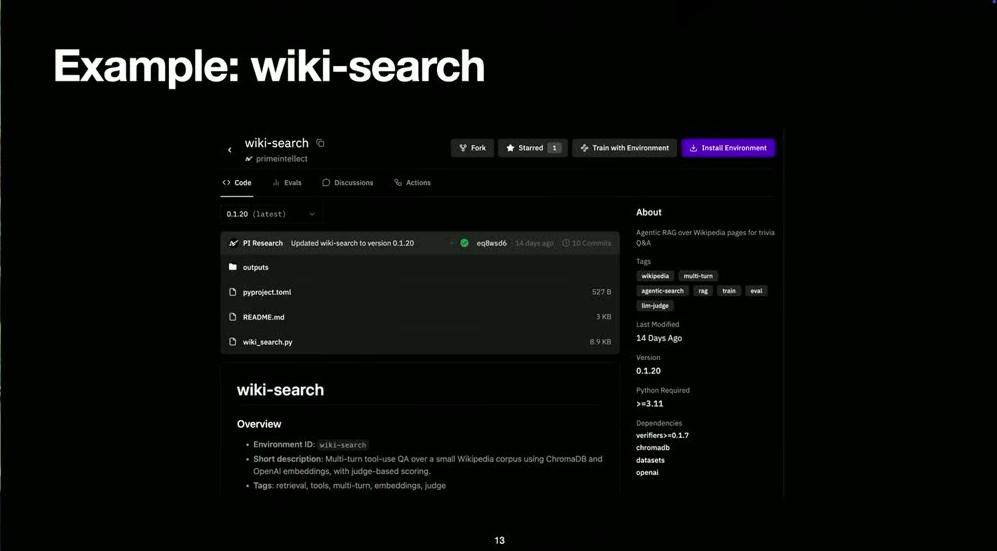 Example: wiki-search
wiki-search
primeintellect
Fork
Starred 1
Train with Environment
Install Environment
Code
Evals
Discussions
Actions
0.1.20 (latest)
PI Research Updated wiki-search to version 0.1.20
eq8wsd6 · 14 days ago
10 Commits
outputs
pyproject.toml 527 B
README.md 3 KB
wiki_search.py 8.9 KB
wiki-search
Overview
• Environment ID: wiki-search
• Short description: Multi-turn tool-use QA over a small Wikipedia corpus using ChromaDB and
OpenAI embeddings, with judge-based scoring.
• Tags: retrieval, tools, multi-turn, embeddings, judge
About
Agentic RAG over Wikipedia pages for trivia
Q&A
Tags
wikipedia multi-turn
agentic-search rag train eval
llm-judge
Last Modified
14 Days Ago
Version
0.1.20
Python Required
>=3.11
Dependencies
verifiers>=0.1.7
chromadb
datasets
openai
13